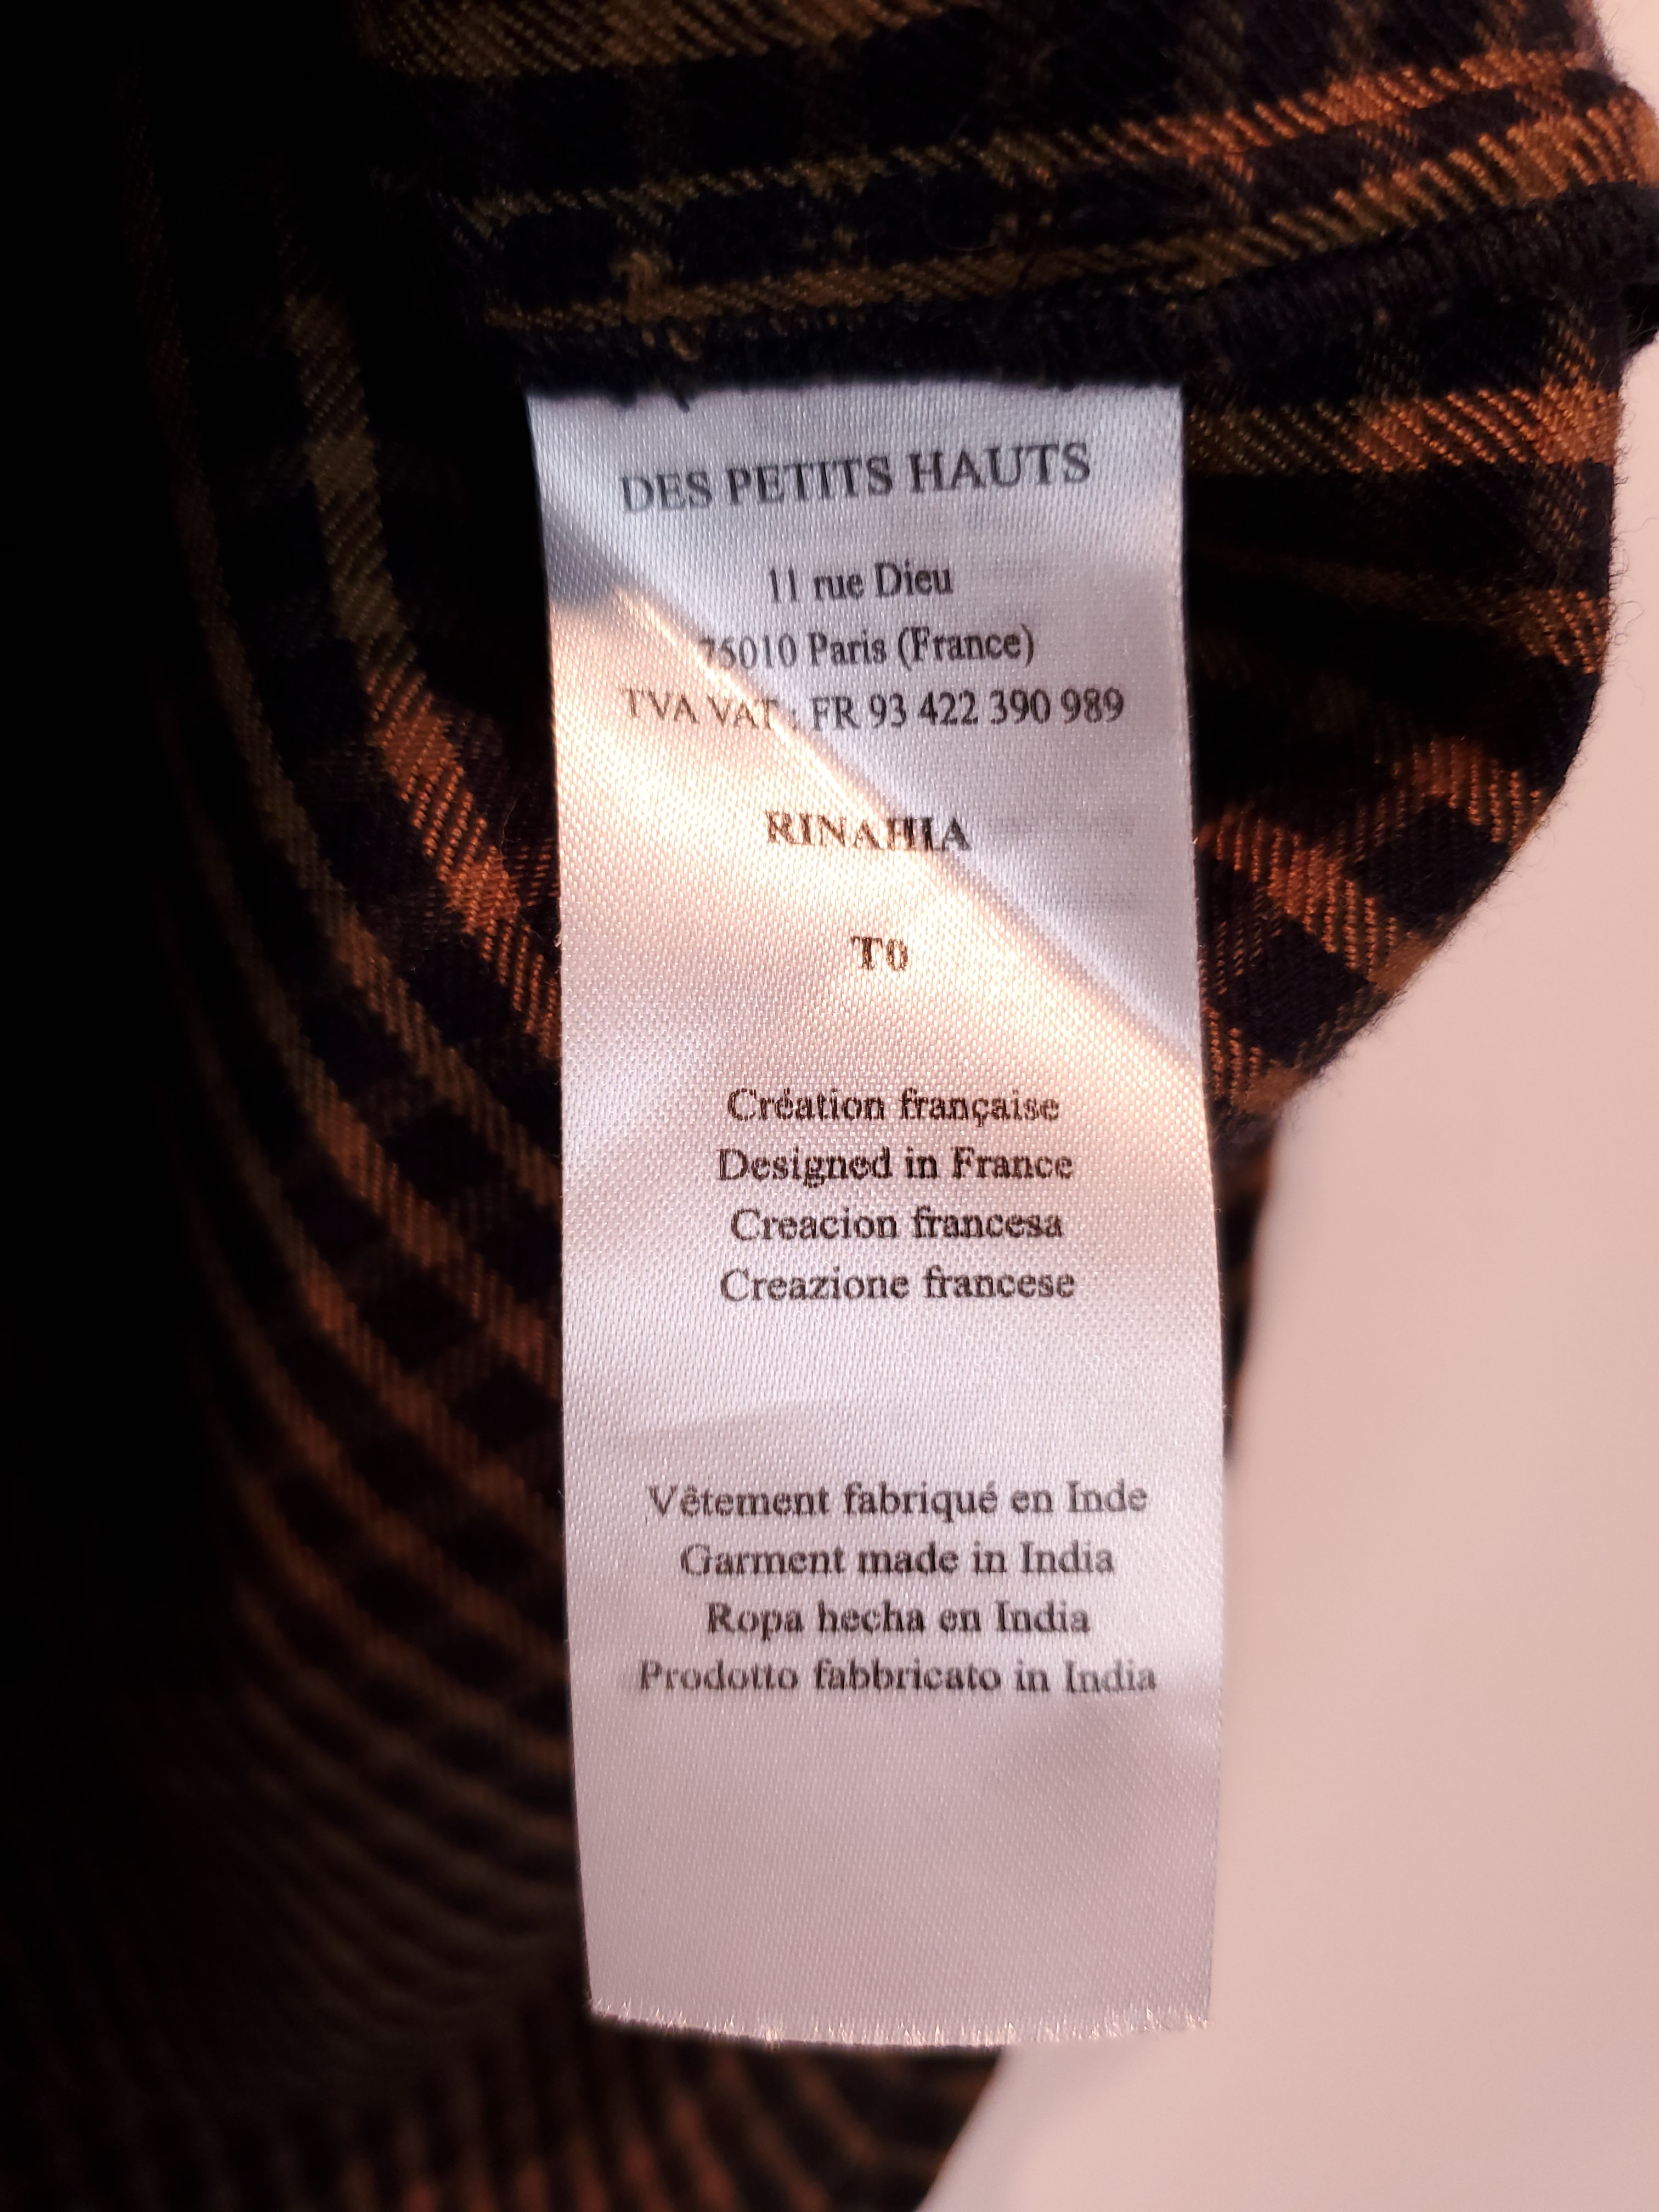 DES PETITS HAUTS
11 rue Dieu
75010 Paris (France)
TVA VAT : FR 93 422 390 989
RINAHIA
T0
Création française
Designed in France
Creacion francesa
Creazione francese
Vêtement fabriqué en Inde
Garment made in India
Ropa hecha en India
Prodotto fabbricato in India